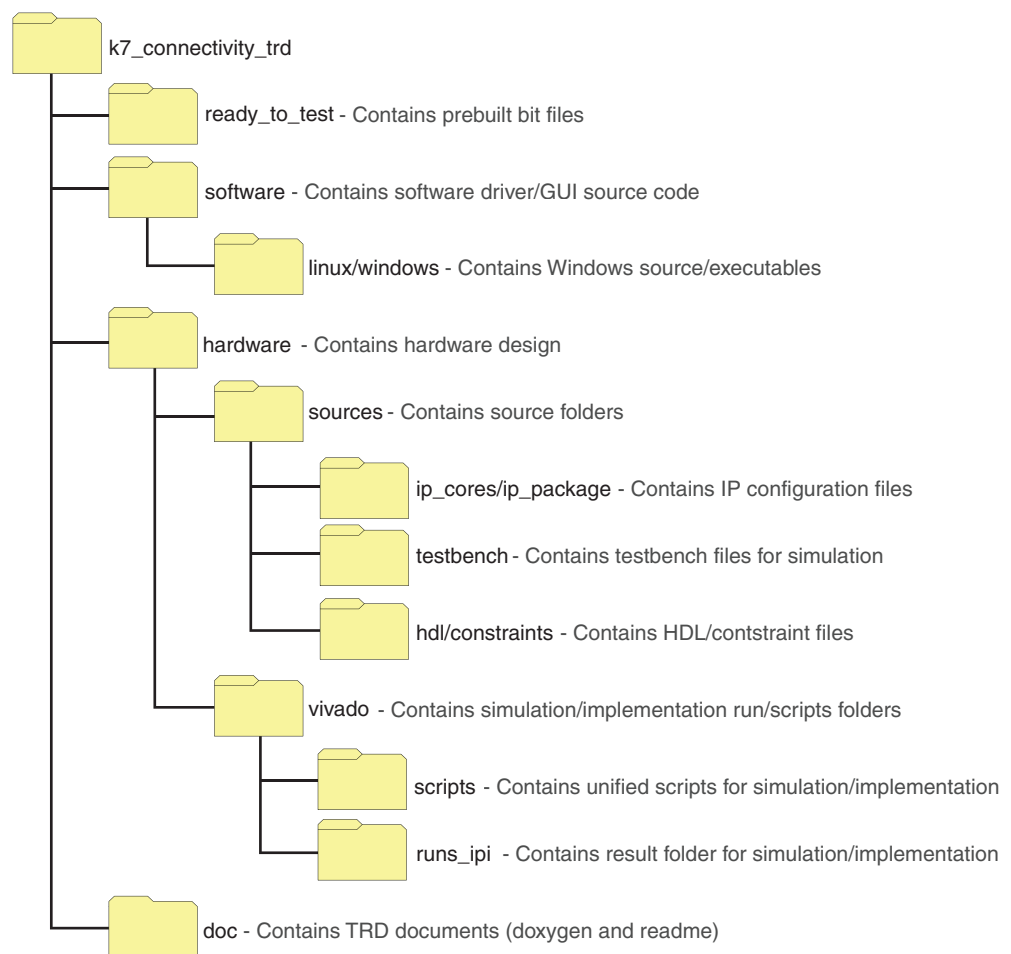 k7_connectivity_trd
ready_to_test - Contains prebuilt bit files
software - Contains software driver/GUI source code
linux/windows - Contains Windows source/executables
hardware - Contains hardware design
sources - Contains source folders
ip_cores/ip_package - Contains IP configuration files
testbench - Contains testbench files for simulation
hdl/constraints - Contains HDL/contstraint files
vivado - Contains simulation/implementation run/scripts folders
scripts - Contains unified scripts for simulation/implementation
runs_ipi - Contains result folder for simulation/implementation
doc - Contains TRD documents (doxygen and readme)